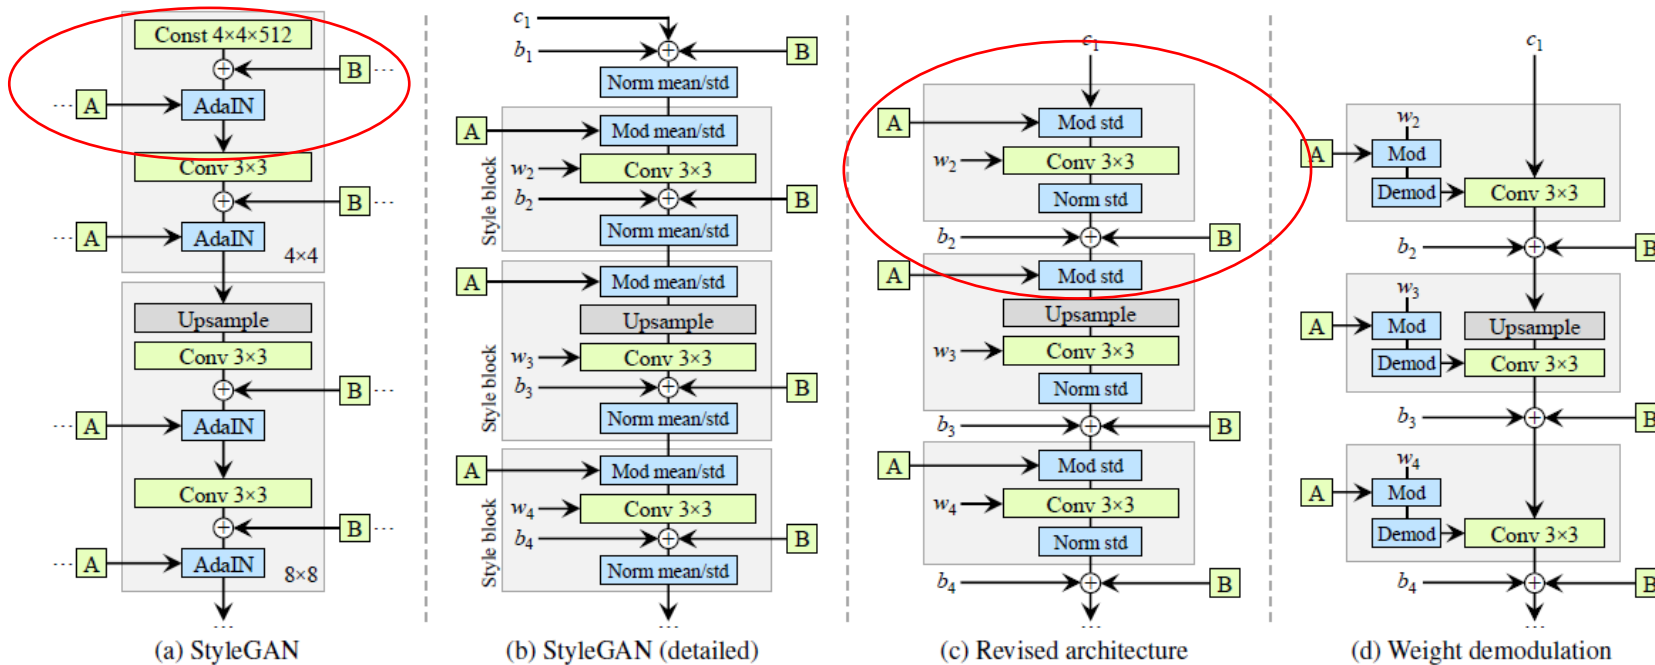 Const 4×4×512
B ...
... A
AdaIN
Conv 3×3
B ...
... A
AdaIN
4×4
Upsample
Conv 3×3
B ...
... A
AdaIN
Conv 3×3
B ...
... A
AdaIN
8×8
...
(a) StyleGAN
c1
b1
B
Norm mean/std
A
Mod mean/std
w2
Conv 3×3
b2
B
Norm mean/std
Style block
A
Mod mean/std
Upsample
w3
Conv 3×3
b3
B
Norm mean/std
Style block
A
Mod mean/std
w4
Conv 3×3
b4
B
Norm mean/std
Style block
...
(b) StyleGAN (detailed)
c1
A
Mod std
w2
Conv 3×3
Norm std
b2
B
A
Mod std
Upsample
w3
Conv 3×3
Norm std
b3
B
A
Mod std
w4
Conv 3×3
Norm std
b4
B
...
(c) Revised architecture
c1
w2
A
Mod
Demod
Conv 3×3
b2
B
w3
A
Mod
Upsample
Demod
Conv 3×3
b3
B
w4
A
Mod
Demod
Conv 3×3
b4
B
...
(d) Weight demodulation